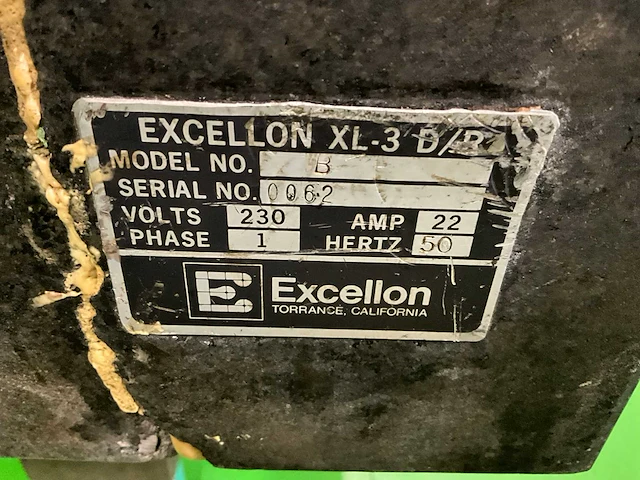 EXCELLON XL-3 D/R
MODEL NO. B
SERIAL NO. 0062
VOLTS 230 AMP 22
PHASE 1 HERTZ 50
E Excellon
TORRANCE, CALIFORNIA